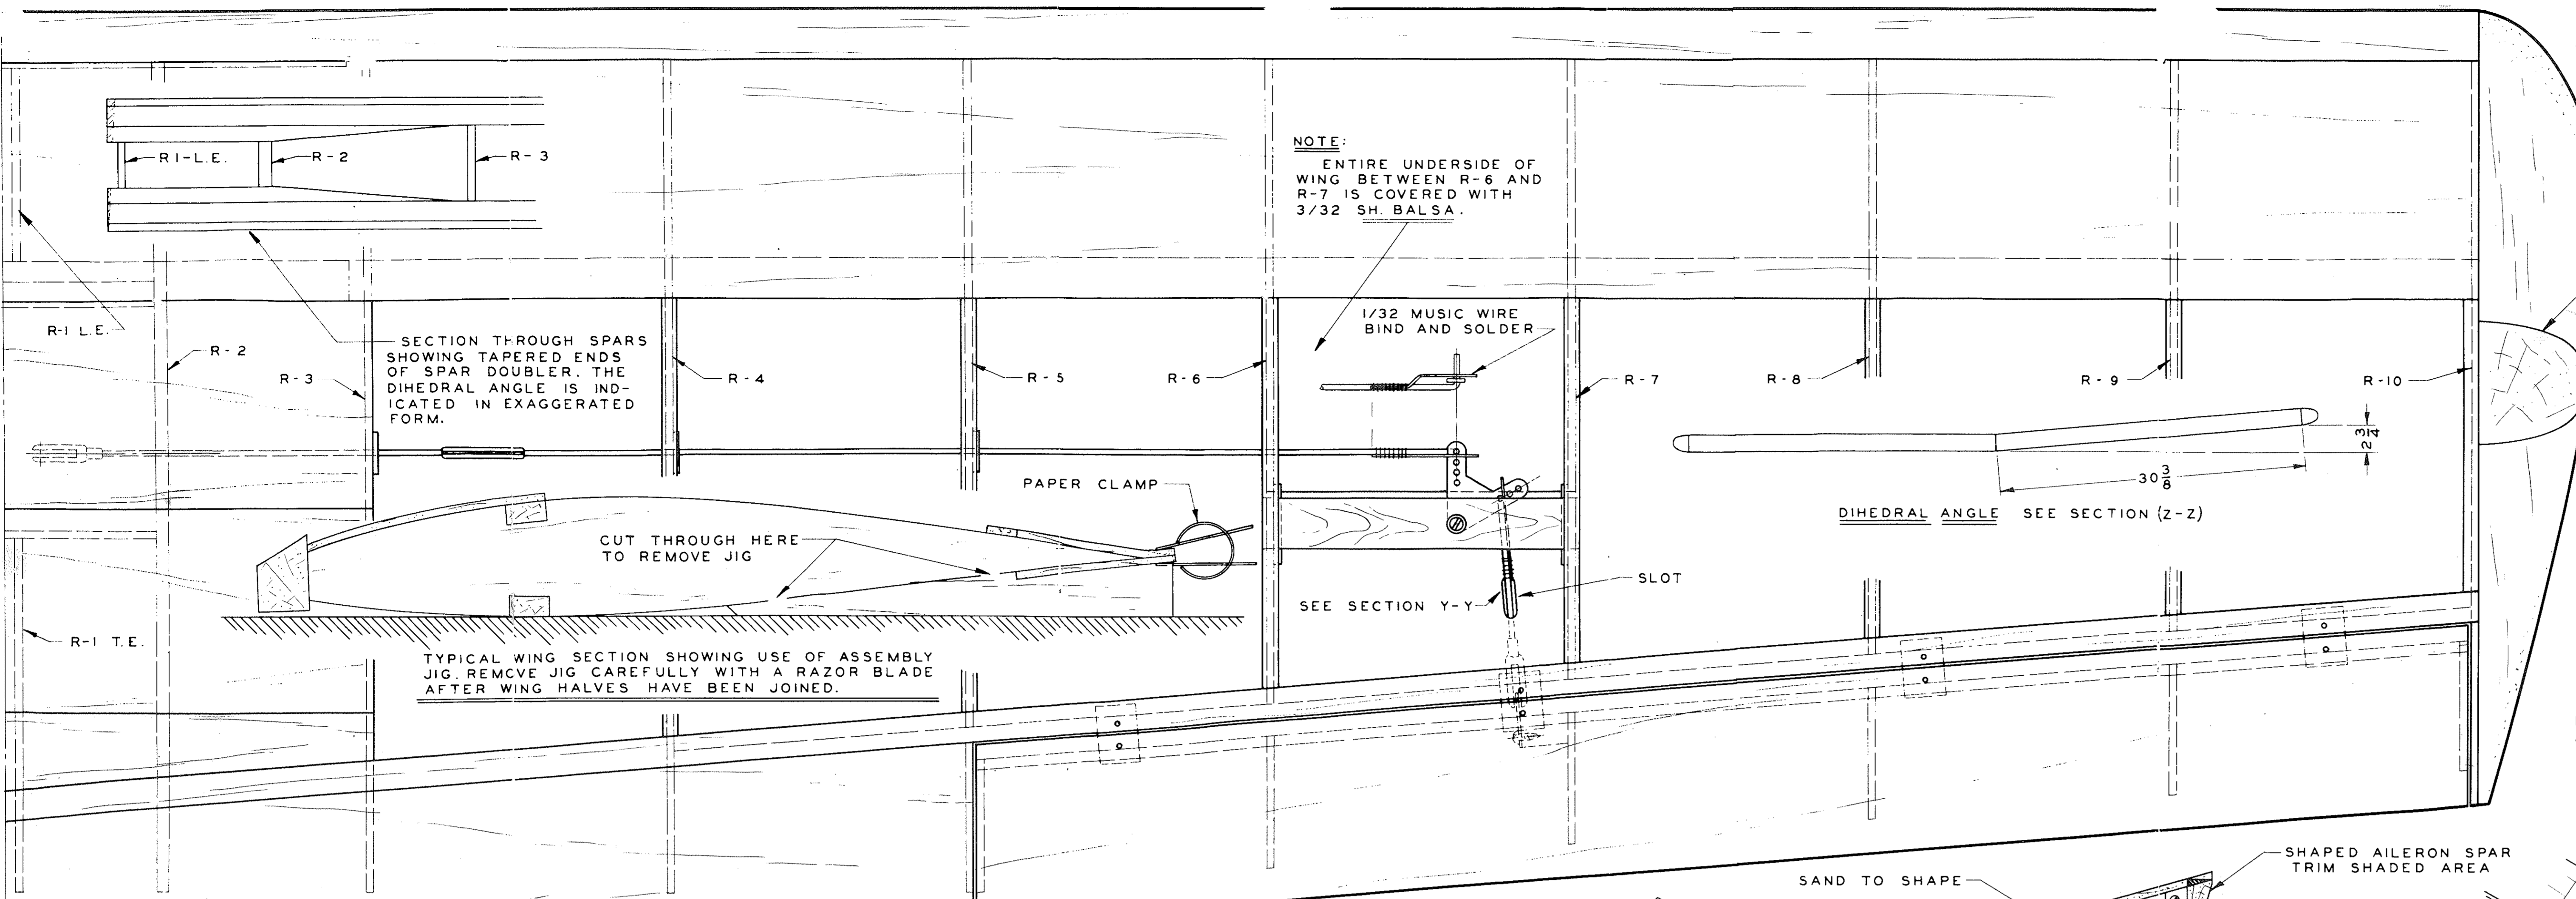 R1-L.E.
R-2
R-3
NOTE:
ENTIRE UNDERSIDE OF
WING BETWEEN R-6 AND
R-7 IS COVERED WITH
3/32 SH. BALSA.
R-1 L.E.
R-2
R-3
SECTION THROUGH SPARS
SHOWING TAPERED ENDS
OF SPAR DOUBLER. THE
DIHEDRAL ANGLE IS IND-
ICATED IN EXAGGERATED
FORM.
R-4
R-5
R-6
1/32 MUSIC WIRE
BIND AND SOLDER
R-7
R-8
R-9
R-10
2 3/4
30 3/8
DIHEDRAL ANGLE SEE SECTION (Z-Z)
PAPER CLAMP
CUT THROUGH HERE
TO REMOVE JIG
SLOT
SEE SECTION Y-Y
R-1 T.E.
TYPICAL WING SECTION SHOWING USE OF ASSEMBLY
JIG. REMOVE JIG CAREFULLY WITH A RAZOR BLADE
AFTER WING HALVES HAVE BEEN JOINED.
SAND TO SHAPE
SHAPED AILERON SPAR
TRIM SHADED AREA